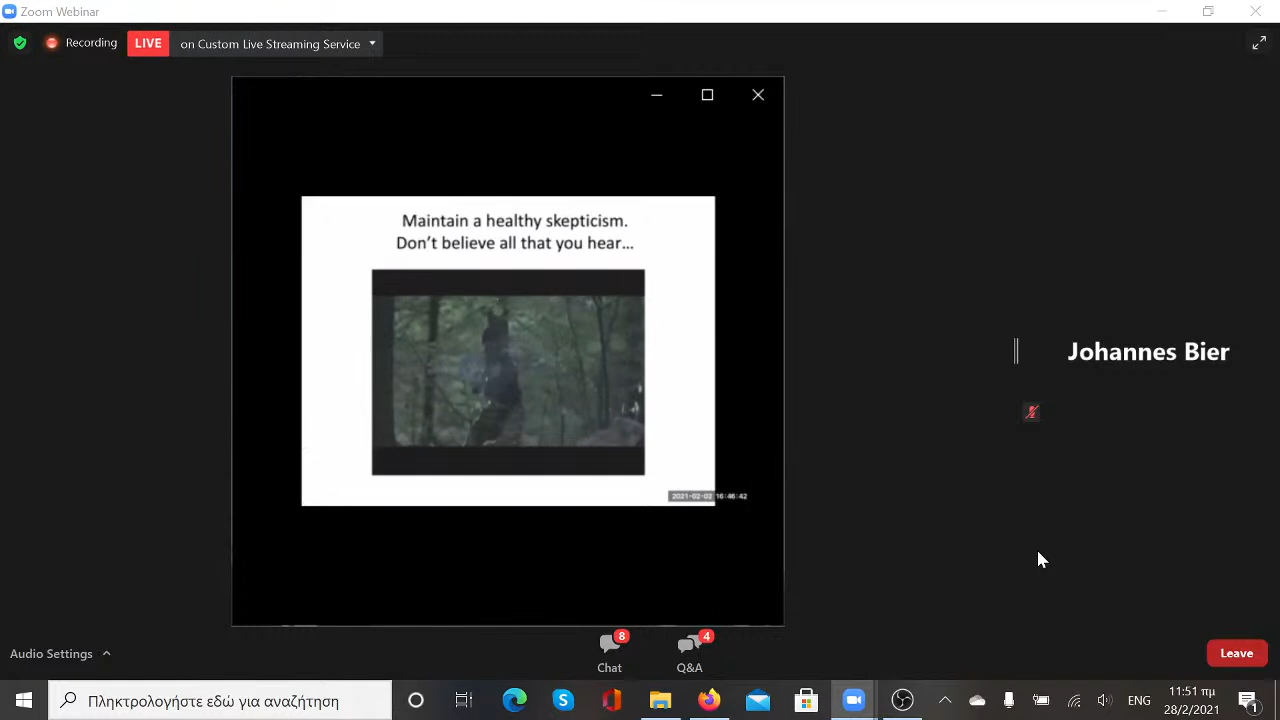 Zoom Webinar
Recording
LIVE
on Custom Live Streaming Service
Maintain a healthy skepticism.
Don't believe all that you hear...
2021-02-02 16:46:42
Johannes Bier
Audio Settings
8
Chat
4
Q&A
Leave
Πληκτρολογήστε εδώ για αναζήτηση
ENG
11:51 πμ
28/2/2021
1